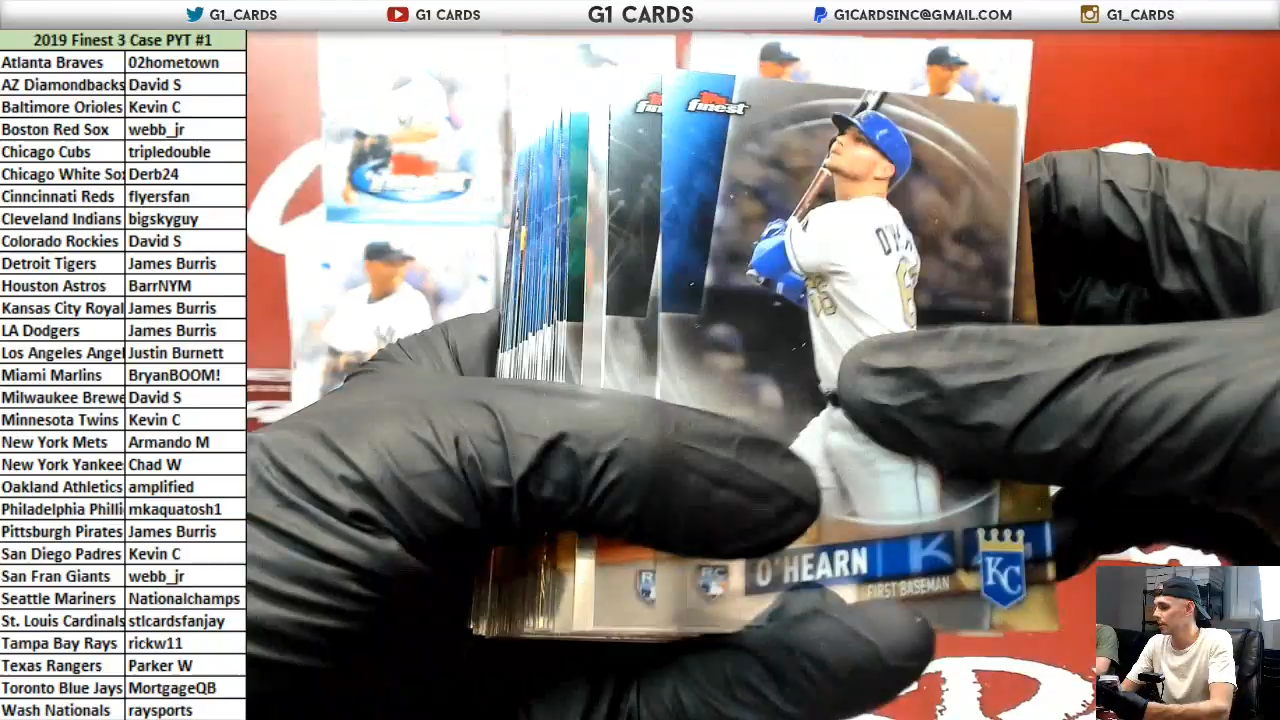 G1_CARDS
G1 CARDS
G1 CARDS
G1CARDSINC@GMAIL.COM
G1_CARDS
2019 Finest 3 Case PYT #1
Atlanta Braves 02hometown
AZ Diamondbacks David S
Baltimore Orioles Kevin C
Boston Red Sox webb_jr
Chicago Cubs tripledouble
Chicago White So Derb24
Cinncinnati Reds flyersfan
Cleveland Indians bigskyguy
Colorado Rockies David S
Detroit Tigers James Burris
Houston Astros BarrNYM
Kansas City Royal James Burris
LA Dodgers James Burris
Los Angeles Angel Justin Burnett
Miami Marlins BryanBOOM!
Milwaukee Brewe David S
Minnesota Twins Kevin C
New York Mets Armando M
New York Yankee Chad W
Oakland Athletics amplified
Philadelphia Philli mkaquatosh1
Pittsburgh Pirates James Burris
San Diego Padres Kevin C
San Fran Giants webb_jr
Seattle Mariners Nationalchamps
St. Louis Cardinals stlcardsfanjay
Tampa Bay Rays rickw11
Texas Rangers Parker W
Toronto Blue Jays MortgageQB
Wash Nationals raysports
finest
O'HEARN
FIRST BASEMAN
KC
RC